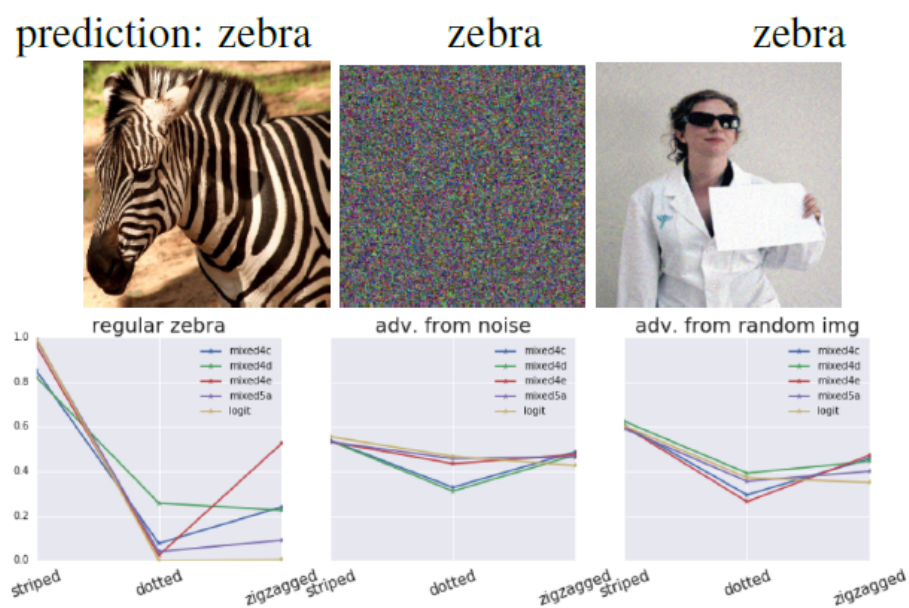 prediction: zebra zebra zebra
regular zebra adv. from noise adv. from random img
1.0
0.8
0.6
0.4
0.2
0.0
mixed4c
mixed4d
mixed4e
mixed5a
logit
striped
dotted
zigzagged
mixed4c
mixed4d
mixed4e
mixed5a
logit
striped
dotted
zigzagged
mixed4c
mixed4d
mixed4e
mixed5a
logit
striped
dotted
zigzagged